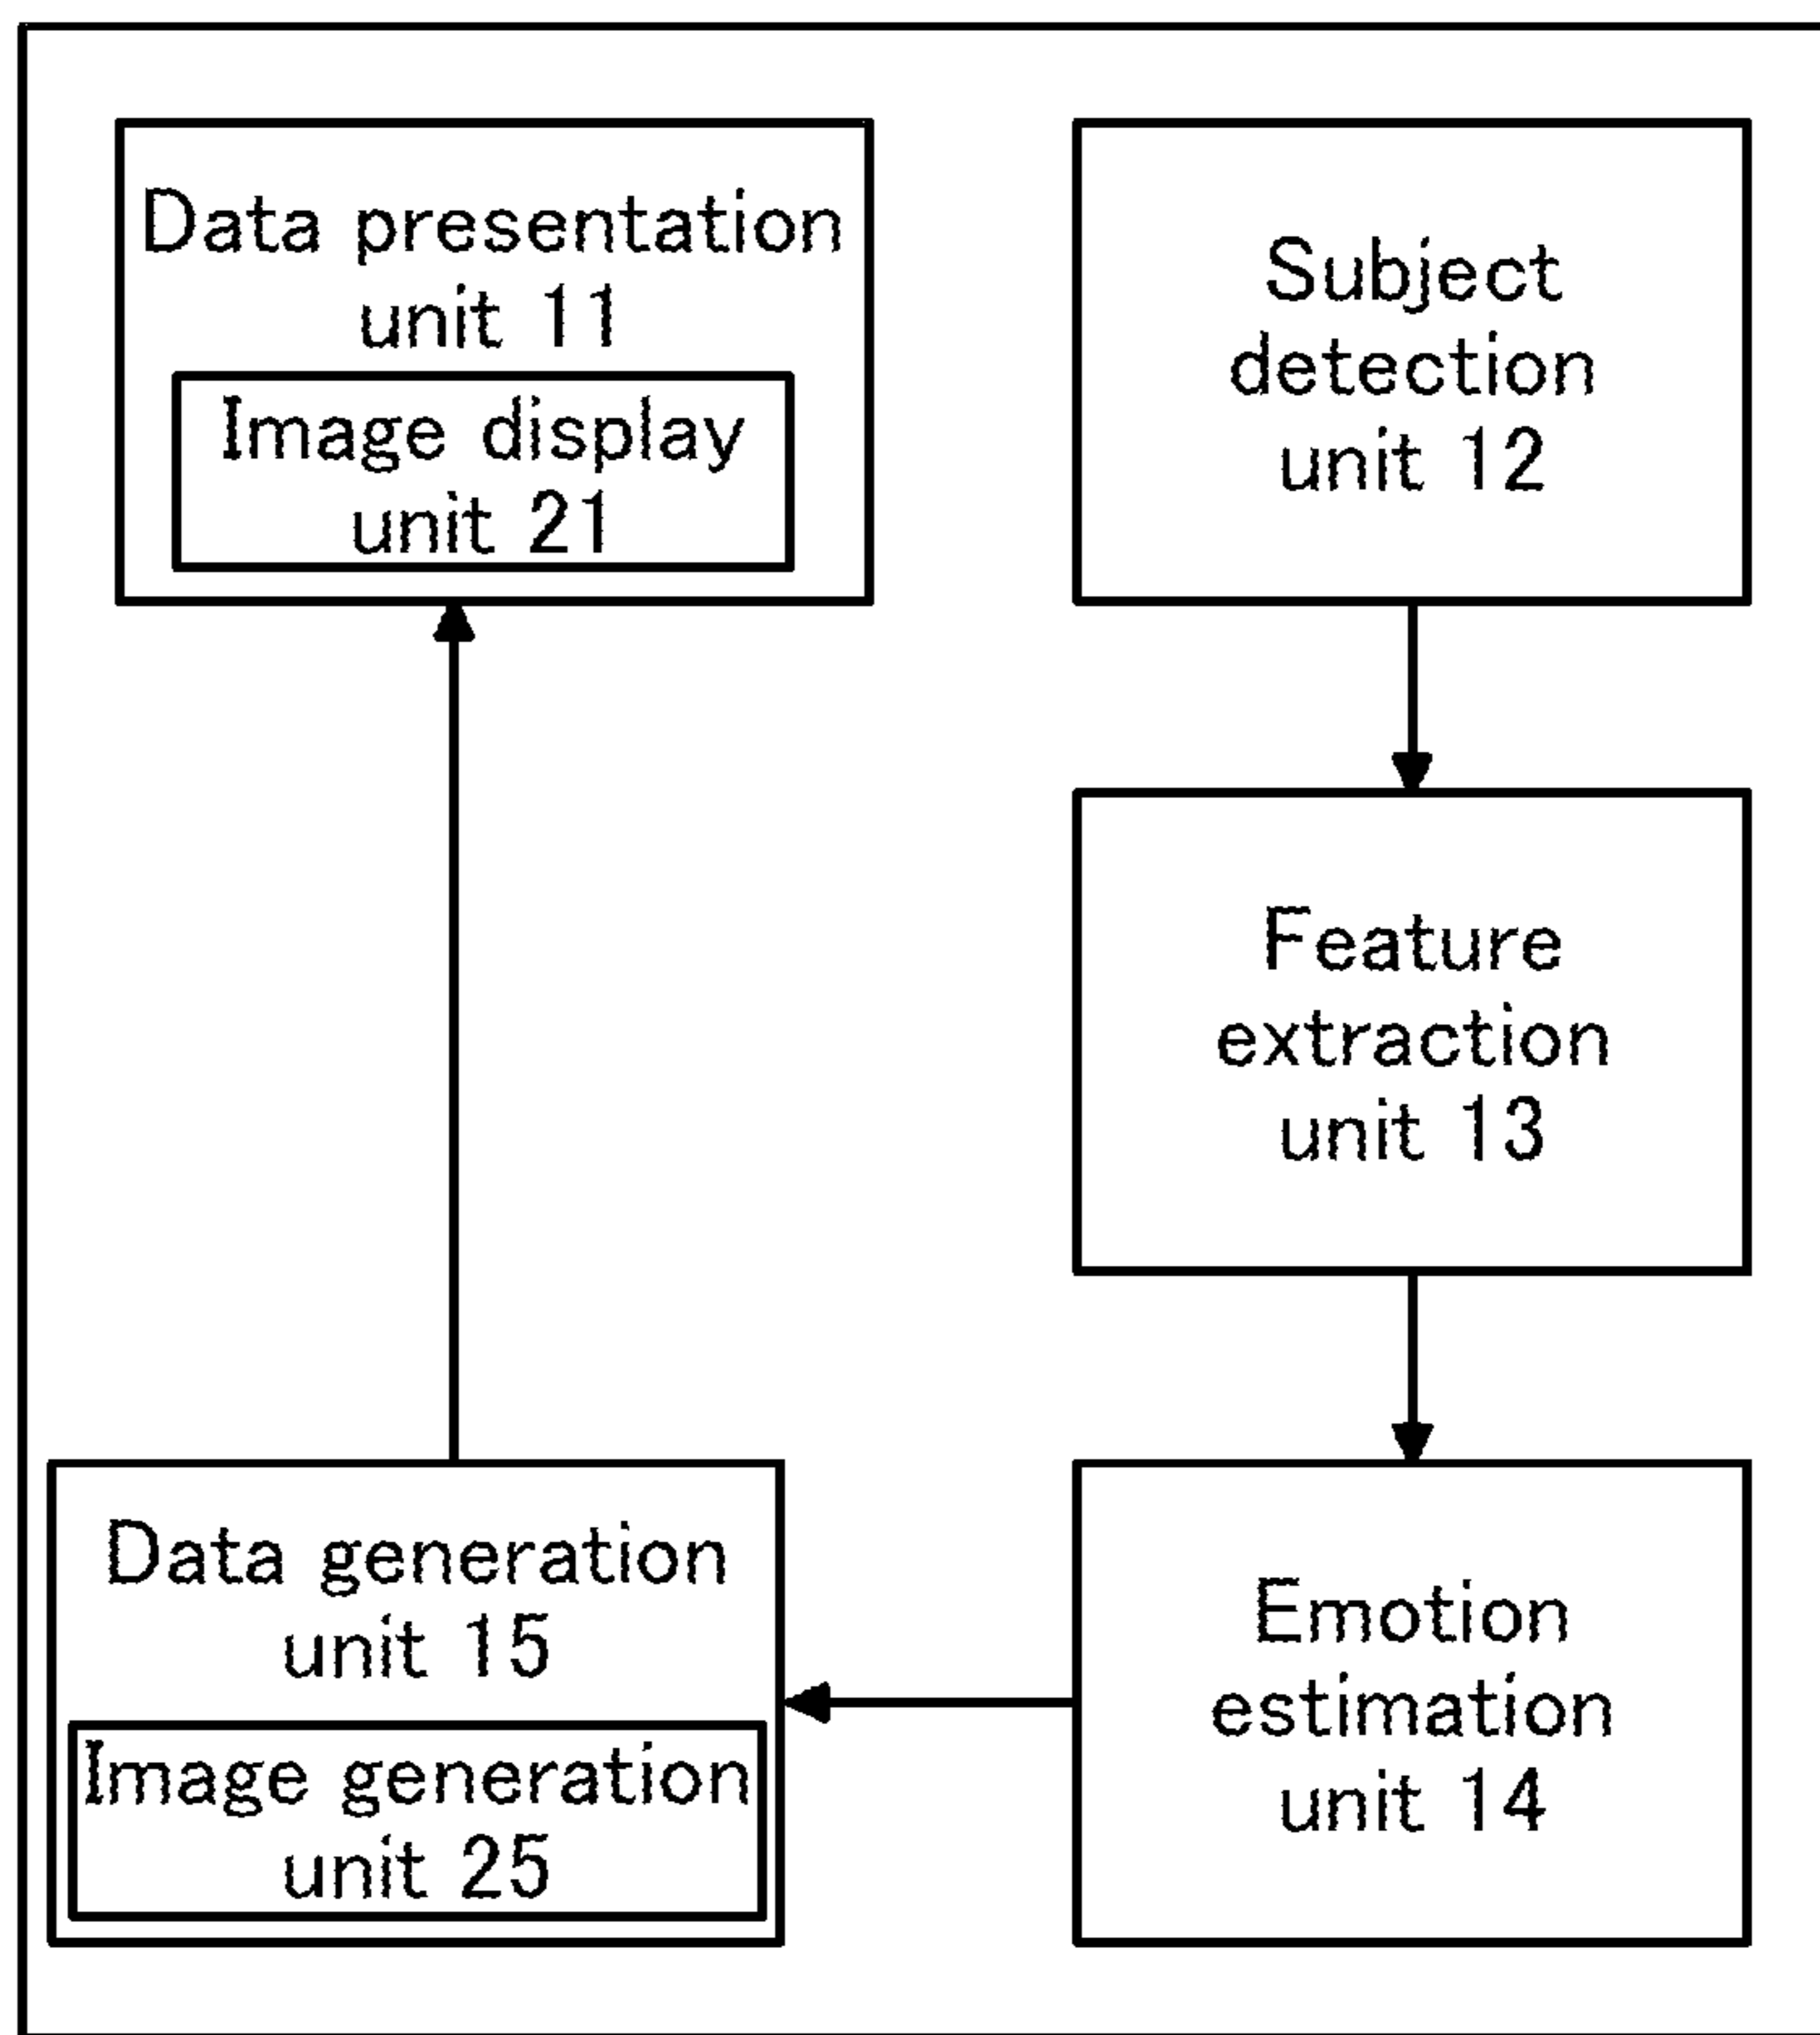 Data presentation
unit 11
Image display
unit 21
Subject
detection
unit 12
Feature
extraction
unit 13
Data generation
unit 15
Image generation
unit 25
Emotion
estimation
unit 14